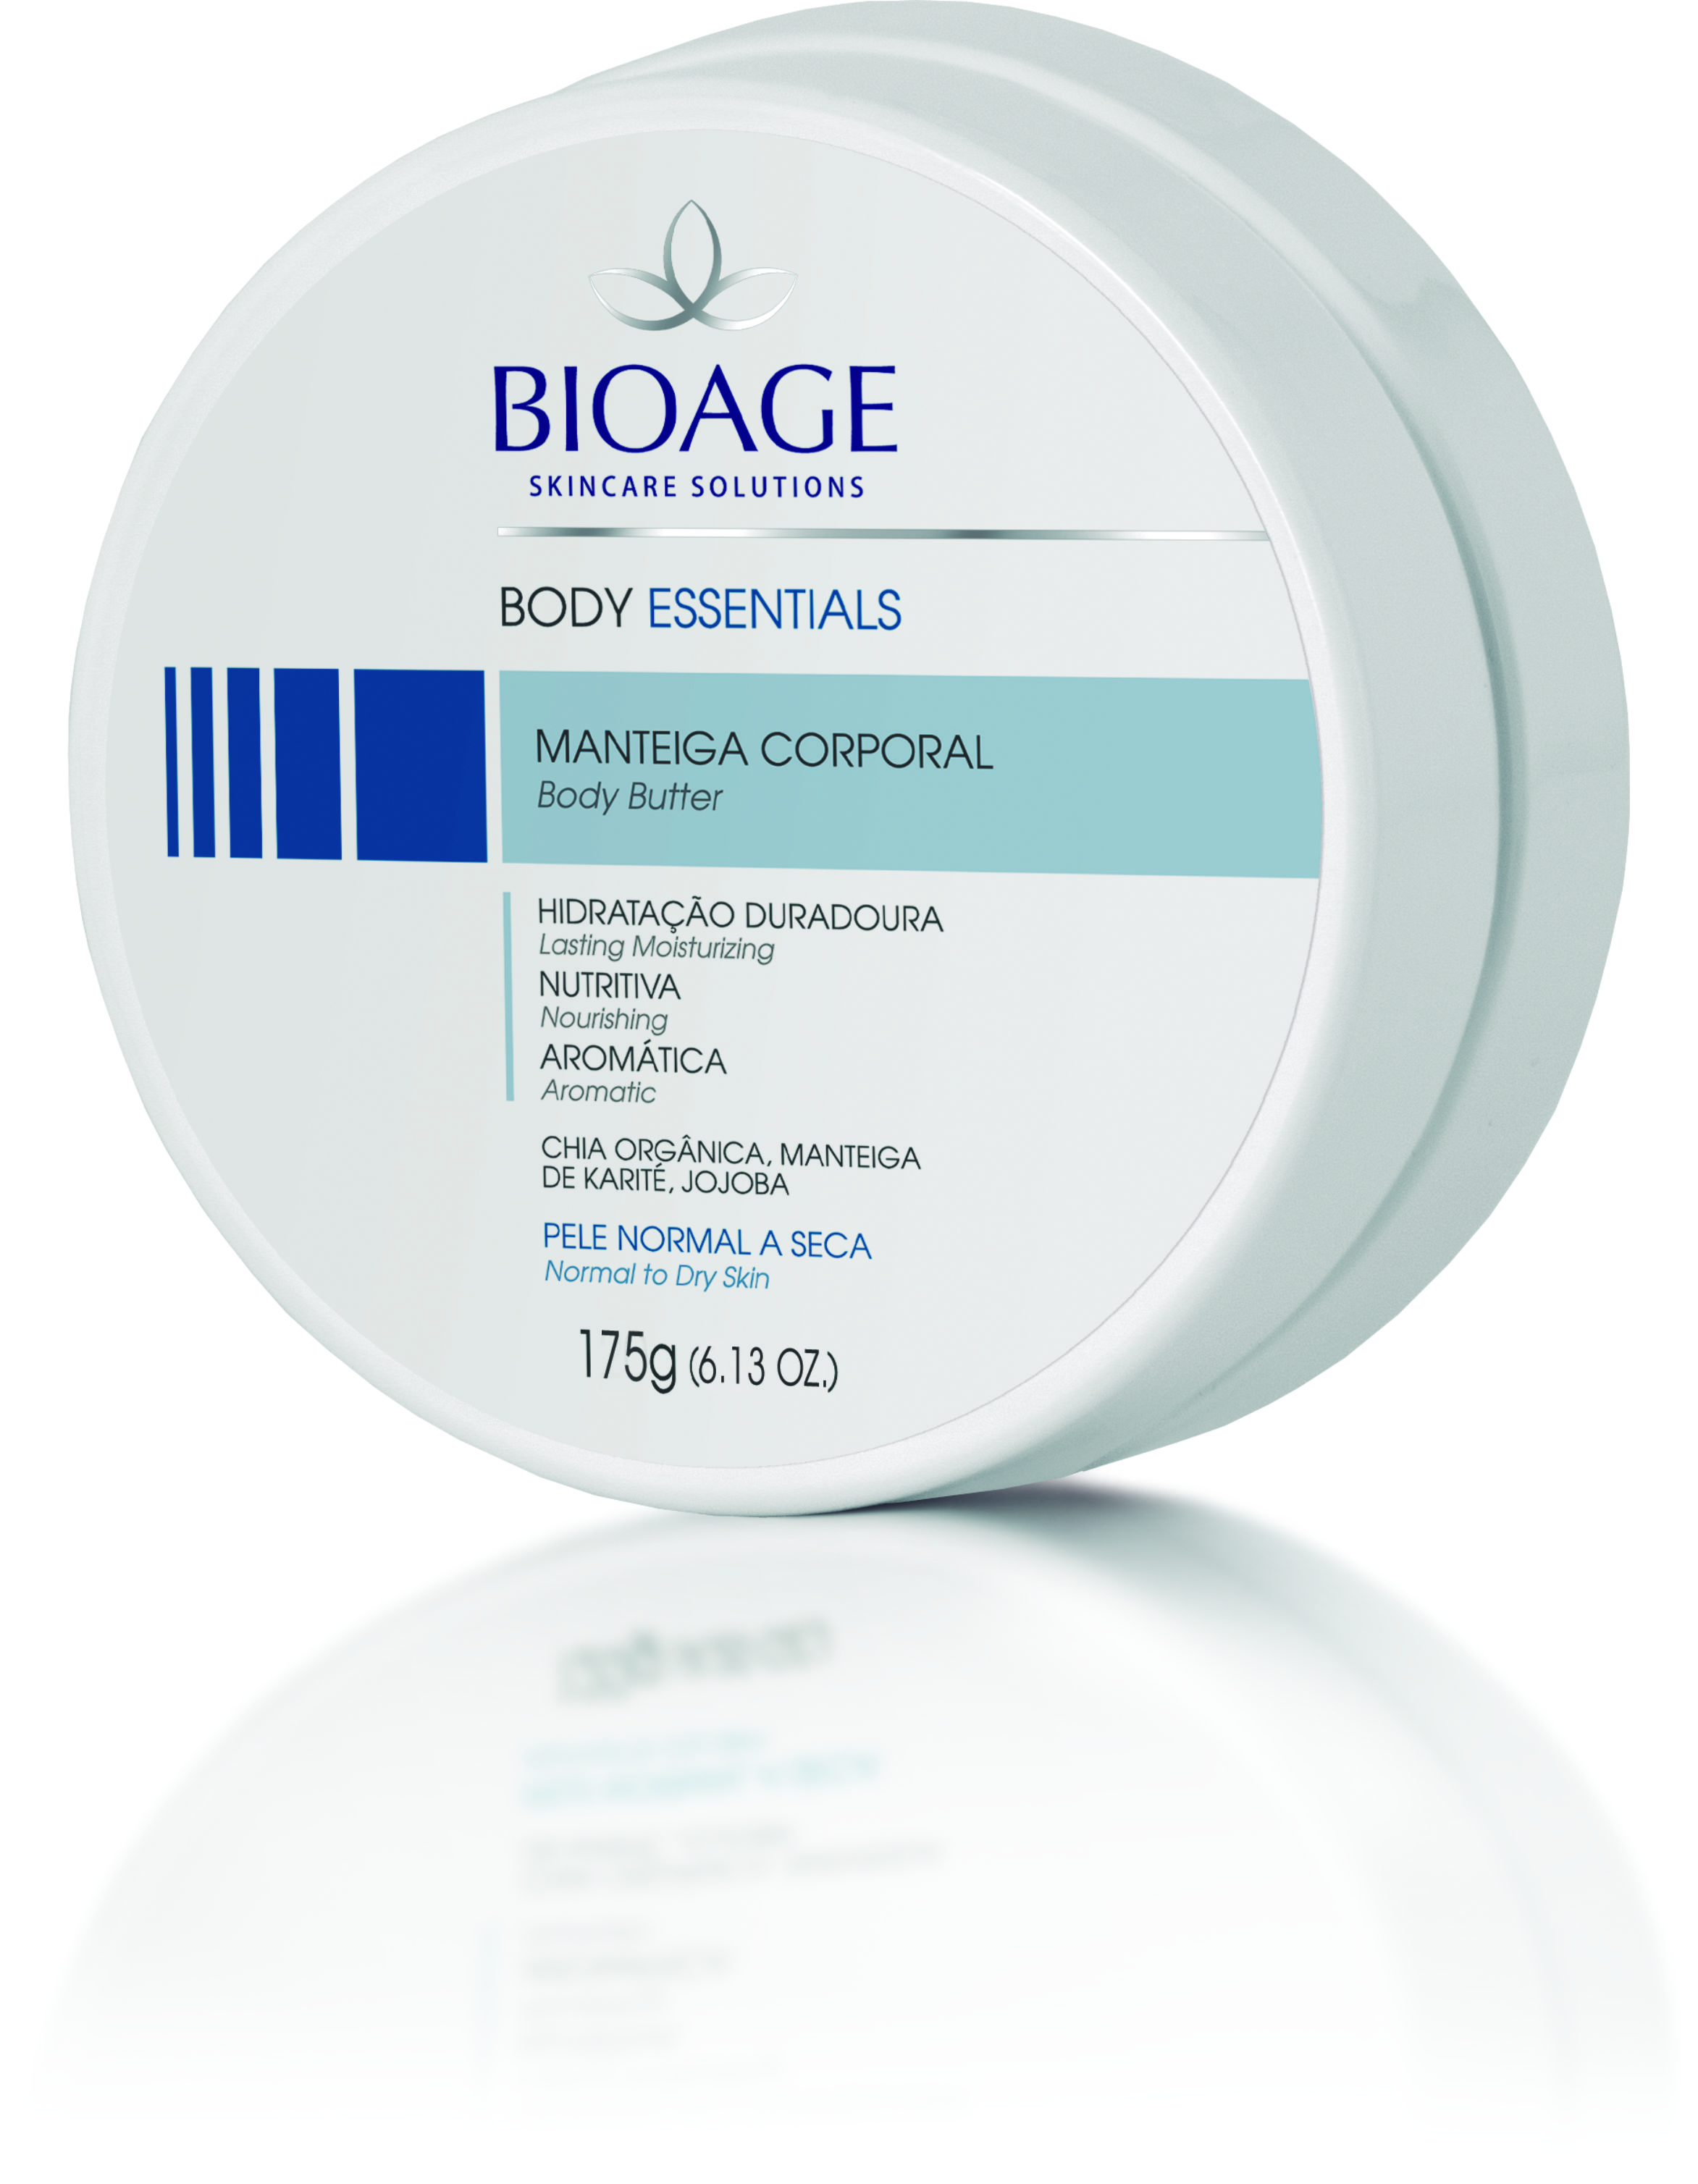 BIOAGE
SKINCARE SOLUTIONS
BODY ESSENTIALS
MANTEIGA CORPORAL
Body Butter
HIDRATAÇÃO DURADOURA
Lasting Moisturizing
NUTRITIVA
Nourishing
AROMÁTICA
Aromatic
CHIA ORGÂNICA, MANTEIGA
DE KARITÉ, JOJOBA
PELE NORMAL A SECA
Normal to Dry Skin
175g (6.13 OZ.)